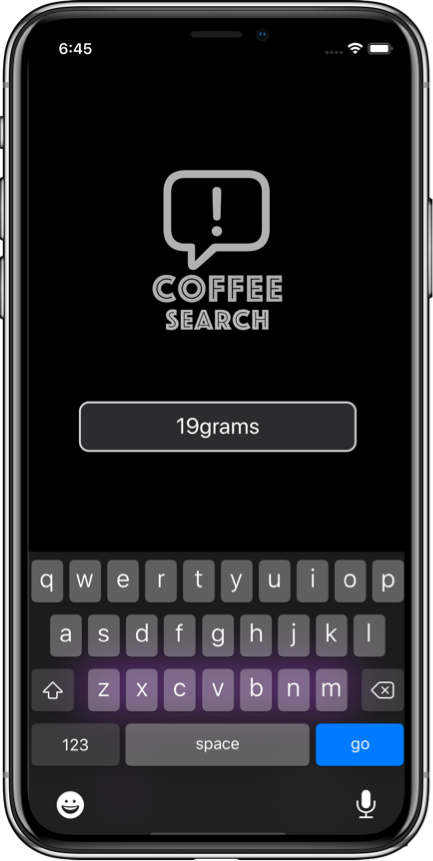 6:45
!
COFFEE
SEARCH
19grams
q w e r t y u i o p
a s d f g h j k l
z x c v b n m
123 space go